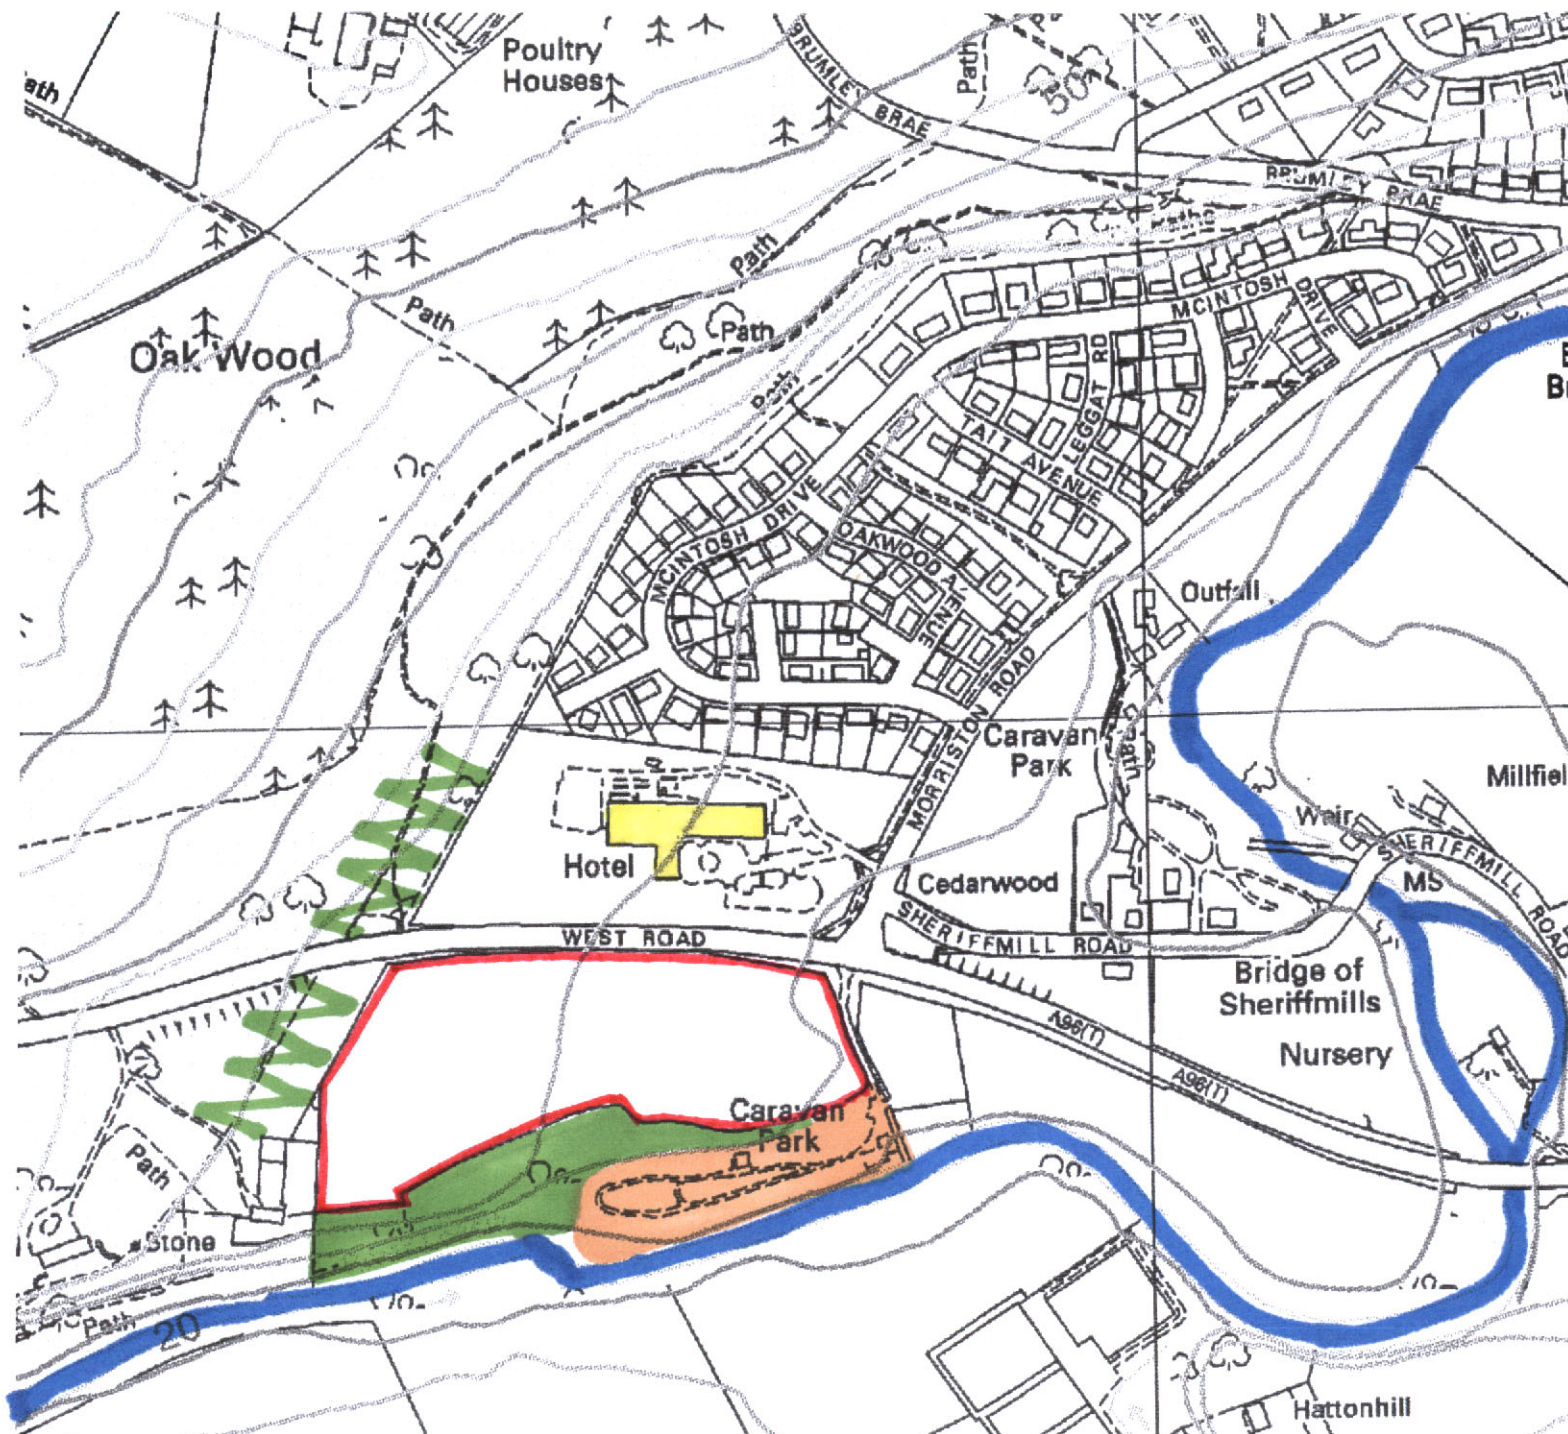 Poultry
Houses
Path
BRUMLEY BRAE
50
BRUMLEY BRAE
Path
Oak Wood
Path
Path
MCINTOSH DRIVE
LEGGAT RD
TAIT AVENUE
MCINTOSH DRIVE
OAKWOOD AVENUE
Outfall
MORRISTON ROAD
Caravan
Park
Millfiel
Weir
SHERIFFMILL ROAD
MS
Hotel
Cedarwood
SHERIFFMILL ROAD
WEST ROAD
Bridge of
Sheriffmills
Nursery
A96(T)
A96(T)
Caravan
Park
Path
Stone
Path
20
Hattonhill